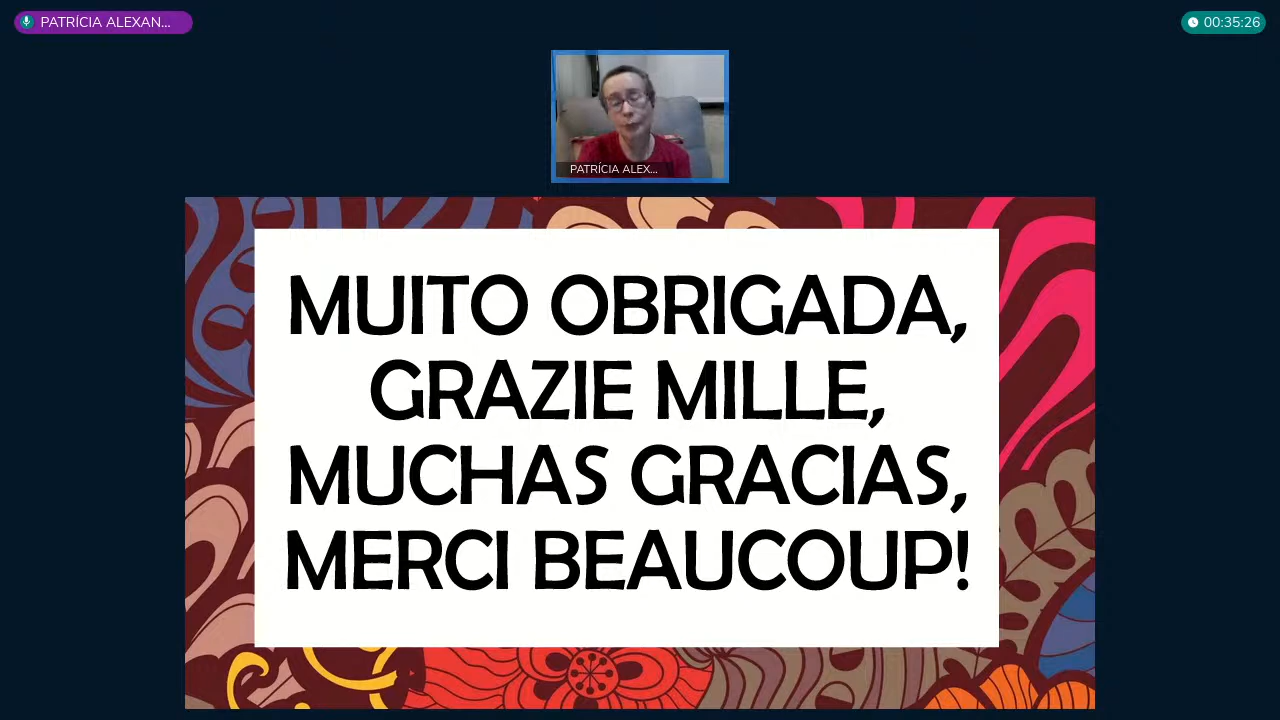 PATRÍCIA ALEXAN...
00:35:26
PATRÍCIA ALEX...
MUITO OBRIGADA,
GRAZIE MILLE,
MUCHAS GRACIAS,
MERCI BEAUCOUP!